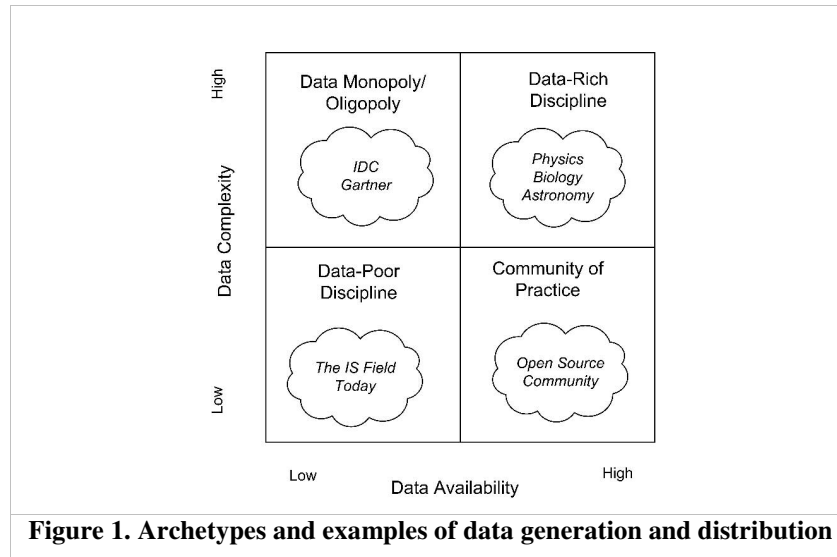 High
Data Monopoly/
Oligopoly
IDC
Gartner
Data-Rich
Discipline
Physics
Biology
Astronomy
Data Complexity
Data-Poor
Discipline
The IS Field
Today
Community of
Practice
Open Source
Community
Low
Low
High
Data Availability
Figure 1. Archetypes and examples of data generation and distribution